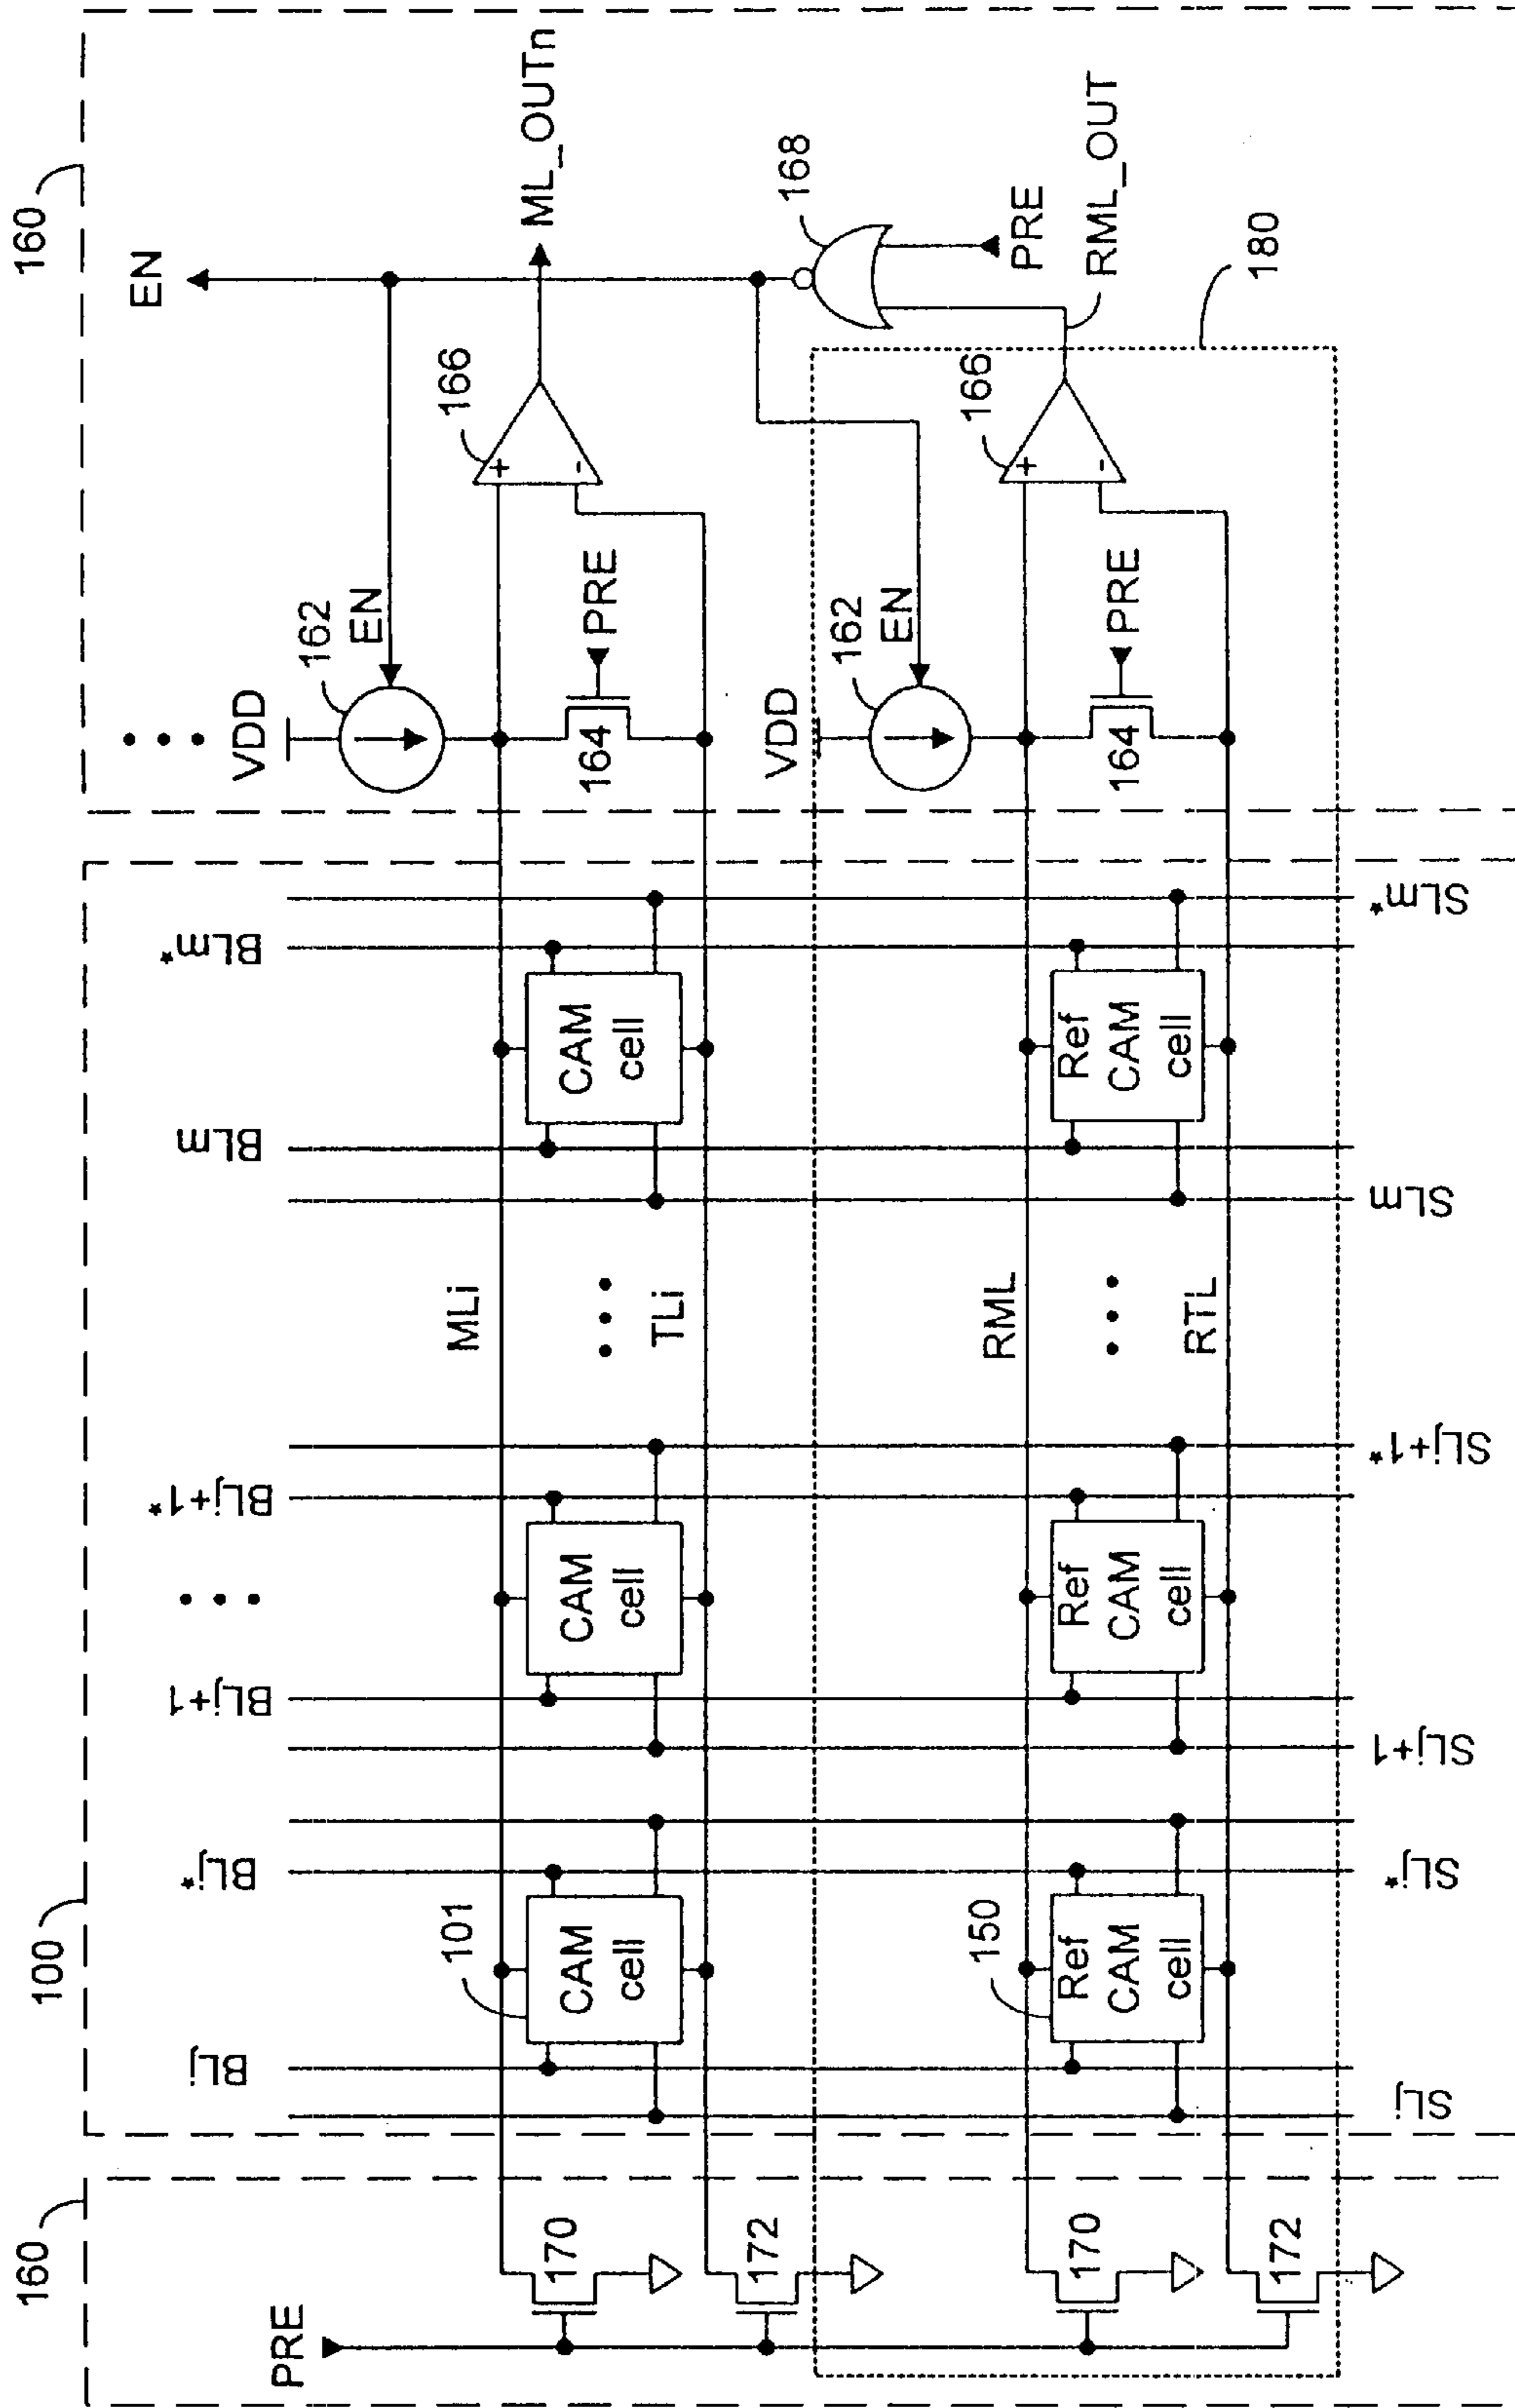 160
100
160
EN
PRE
BLj
BLj*
BLj+1
BLj+1*
BLm
BLm*
VDD
162
EN
101
MLi
166
ML_OUTn
+
-
170
CAM
cell
CAM
cell
CAM
cell
164
PRE
TLi
172
168
VDD
162
EN
PRE
150
RML
166
RML_OUT
+
-
170
Ref
CAM
cell
Ref
CAM
cell
Ref
CAM
cell
164
PRE
RTL
172
180
SLj
SLj*
SLj+1
SLj+1*
SLm
SLm*